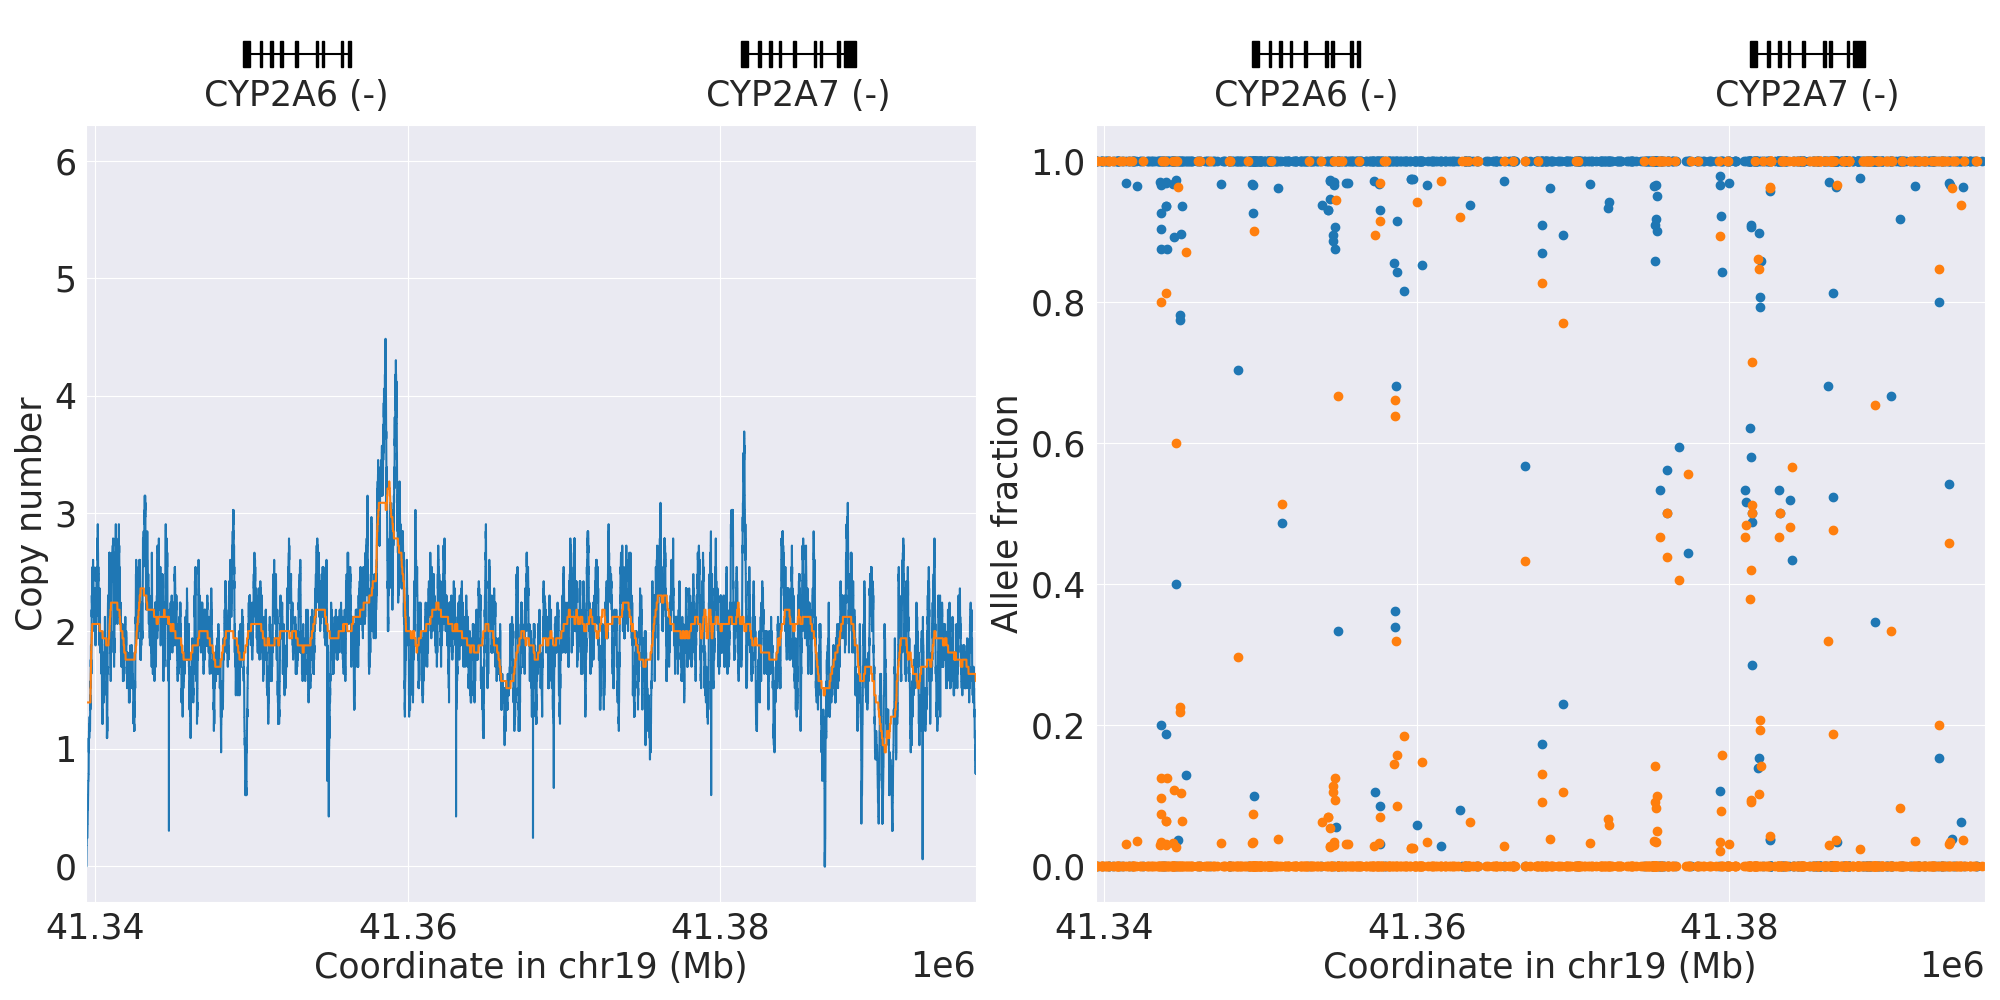 CYP2A6 (-)
CYP2A7 (-)
6
5
4
3
2
1
0
Copy number
41.34
41.36
41.38
Coordinate in chr19 (Mb)
1e6
CYP2A6 (-)
CYP2A7 (-)
1.0
0.8
0.6
0.4
0.2
0.0
Allele fraction
41.34
41.36
41.38
Coordinate in chr19 (Mb)
1e6